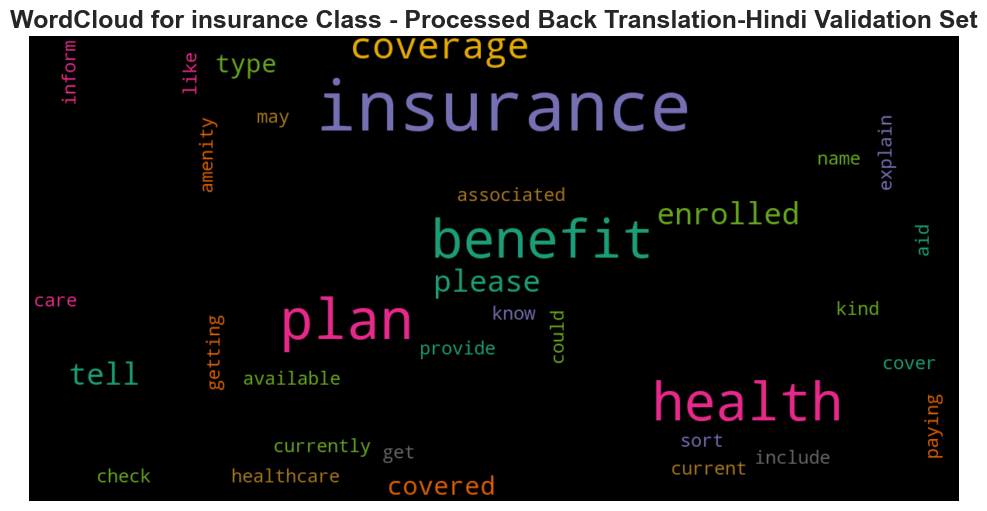 WordCloud for insurance Class - Processed Back Translation-Hindi Validation Set
coverage
inform
like
type
insurance
may
amenity
explain
name
associated
enrolled
benefit
aid
please
care
plan
know
kind
could
getting
provide
tell
available
cover
health
paying
currently
get
sort
include
current
check
healthcare
covered